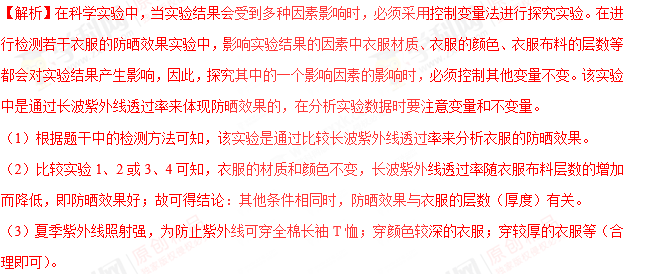 【解析】在科学实验中，当实验结果会受到多种因素影响时，必须采用控制变量法进行探究实验。在进
行检测若干衣服的防晒效果实验中，影响实验结果的因素中衣服材质、衣服的颜色、衣服布料的层数等
都会对实验结果产生影响，因此，探究其中的一个影响因素的影响时，必须控制其他变量不变。该实验
中是通过长波紫外线透过率来体现防晒效果的，在分析实验数据时要注意变量和不变量。
（1）根据题干中的检测方法可知，该实验是通过比较长波紫外线透过率来分析衣服的防晒效果。
（2）比较实验1、2或3、4可知，衣服的材质和颜色不变，长波紫外线透过率随衣服布料层数的增加
而降低，即防晒效果好；故可得结论：其他条件相同时，防晒效果与衣服的层数（厚度）有关。
（3）夏季紫外线照射强，为防止紫外线可穿全棉长袖T恤；穿颜色较深的衣服；穿较厚的衣服等（合
理即可）。